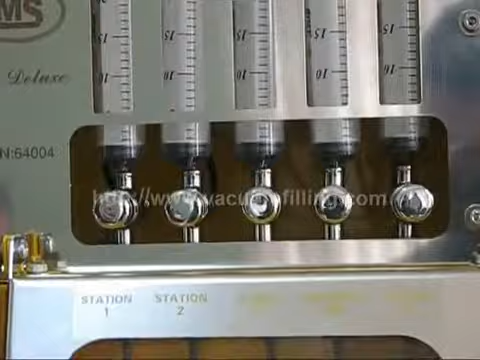 MS
Deluxe
N:64004
15 15 15 15 15
10 10 10 10 10
http://www.vacuumfilling.com
STATION 1
STATION 2